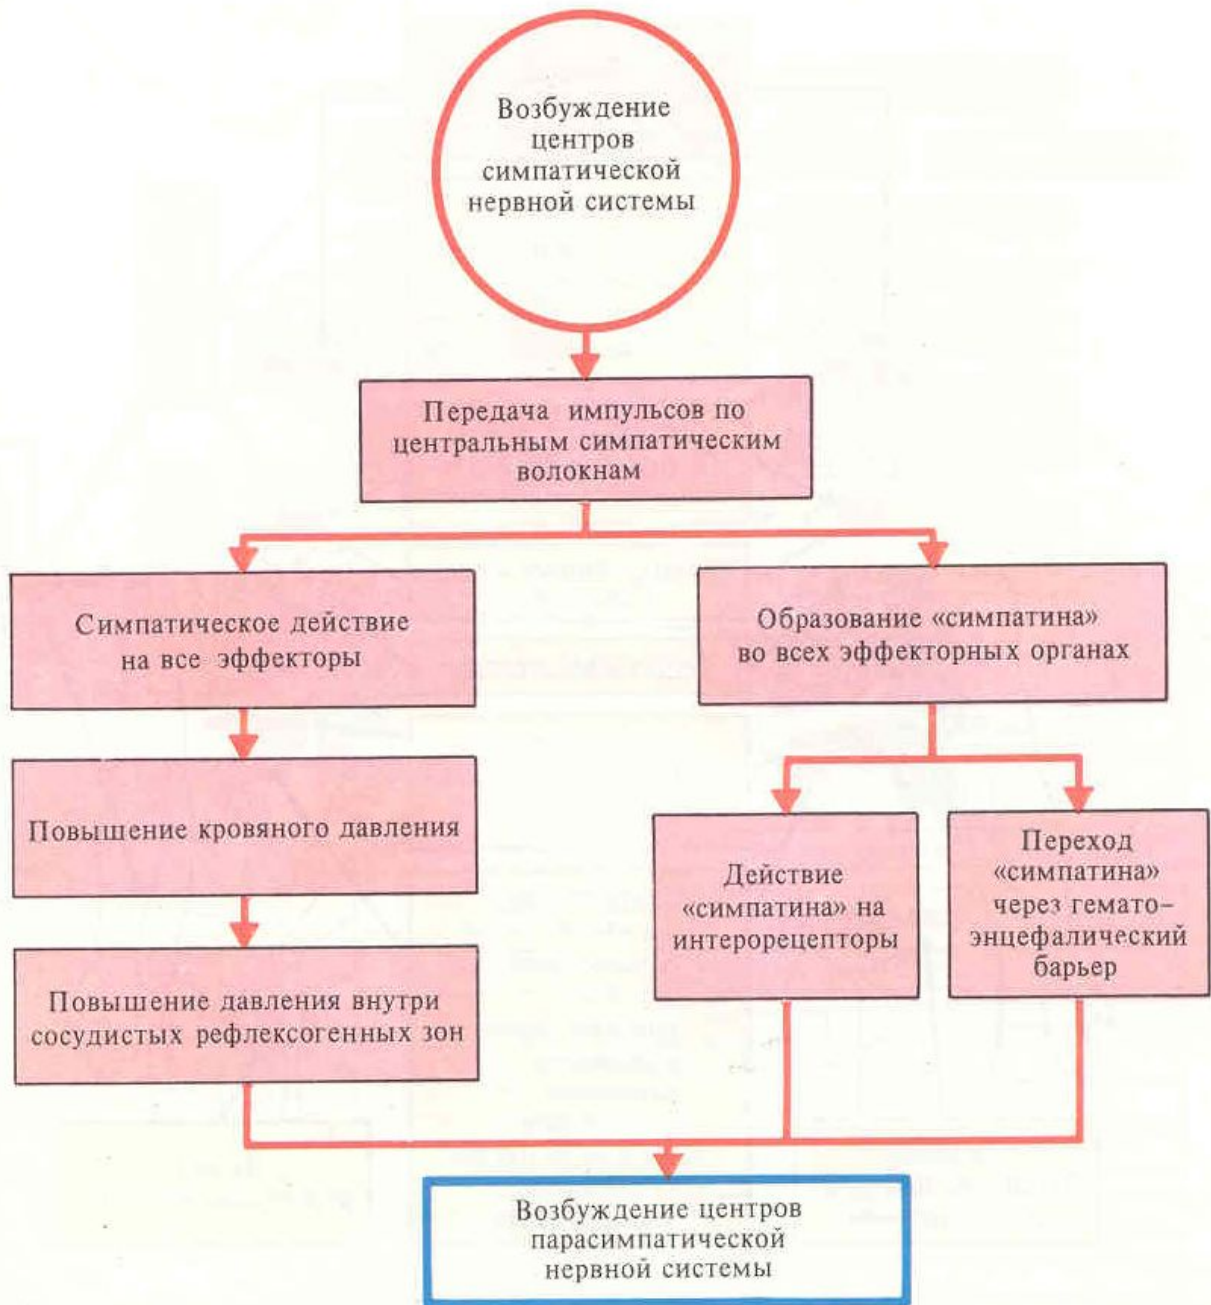 Возбуждение
центров
симпатической
нервной системы
Передача импульсов по
центральным симпатическим
волокнам
Симпатическое действие
на все эффекторы
Образование «симпатина»
во всех эффекторных органах
Повышение кровяного давления
Действие
«симпатина» на
интерорецепторы
Переход
«симпатина»
через гемато-
энцефалический
барьер
Повышение давления внутри
сосудистых рефлексогенных зон
Возбуждение центров
парасимпатической
нервной системы